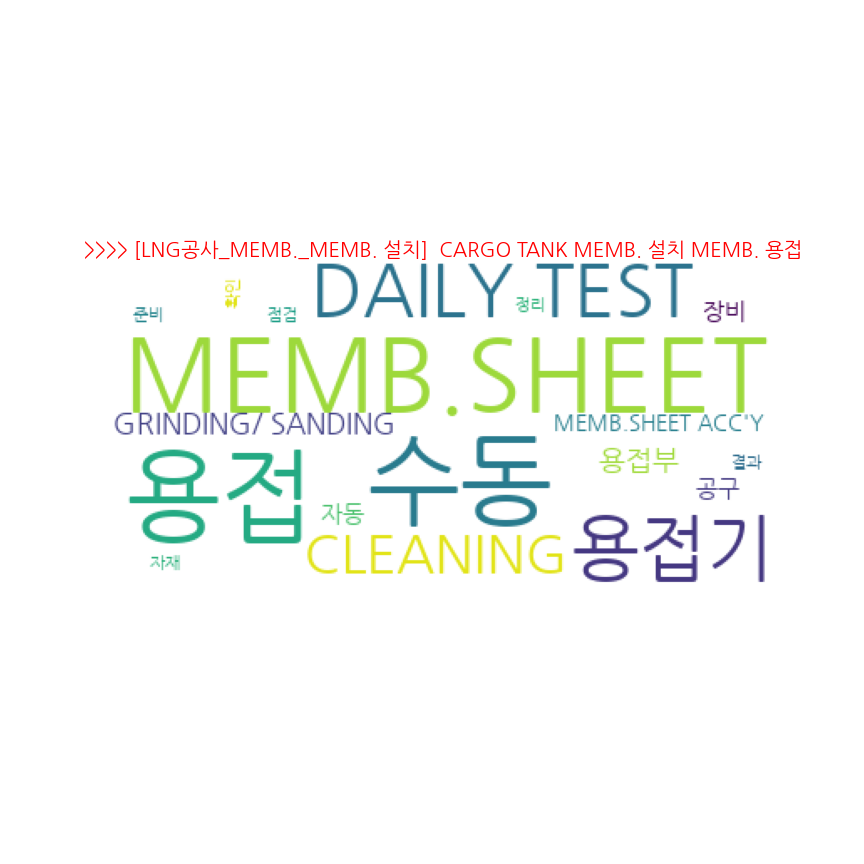 >>>> [LNG공사_MEMB._MEMB. 설치]  CARGO TANK MEMB. 설치 MEMB. 용접
DAILY TEST
확인
준비
점검
정리
장비
MEMB.SHEET
GRINDING/ SANDING
MEMB.SHEET ACC'Y
용접
수동
용접부
결과
공구
자동
용접기
CLEANING
자재